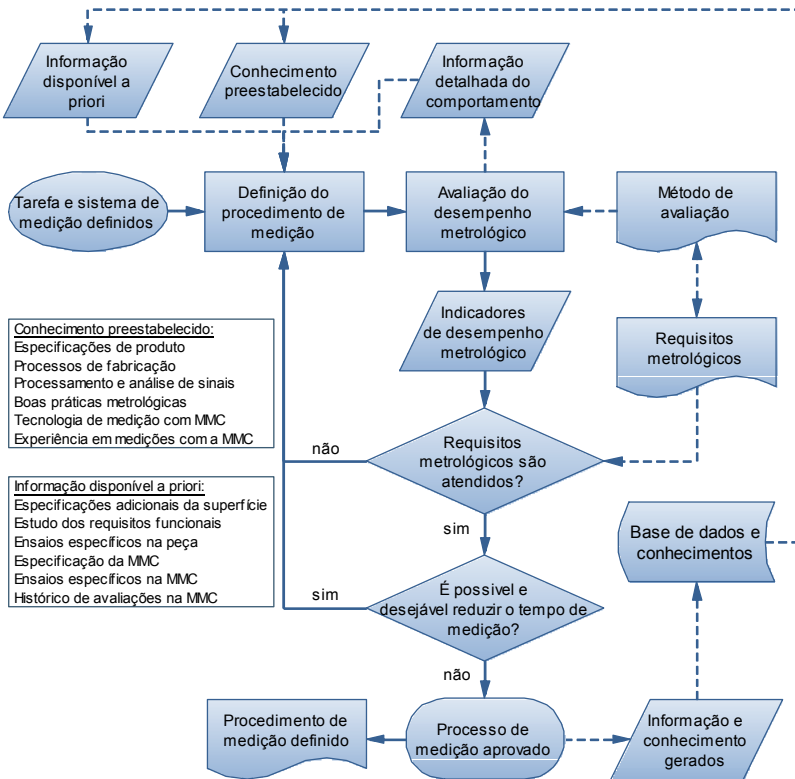 Informação
disponível a
priori
Conhecimento
preestabelecido
Informação
detalhada do
comportamento
Tarefa e sistema de
medição definidos
Definição do
procedimento de
medição
Avaliação do
desempenho
metrológico
Método de
avaliação
Indicadores
de desempenho
metrológico
Requisitos
metrológicos
Conhecimento preestabelecido:
Especificações de produto
Processos de fabricação
Processamento e análise de sinais
Boas práticas metrológicas
Tecnologia de medição com MMC
Experiência em medições com a MMC
não
Requisitos
metrológicos são
atendidos?
Informação disponível a priori:
Especificações adicionais da superfície
Estudo dos requisitos funcionais
Ensaios específicos na peça
Especificação da MMC
Ensaios específicos na MMC
Histórico de avaliações na MMC
sim
Base de dados e
conhecimentos
sim
É possivel e
desejável reduzir o tempo de
medição?
não
Procedimento de
medição definido
Processo de
medição aprovado
Informação e
conhecimento
gerados